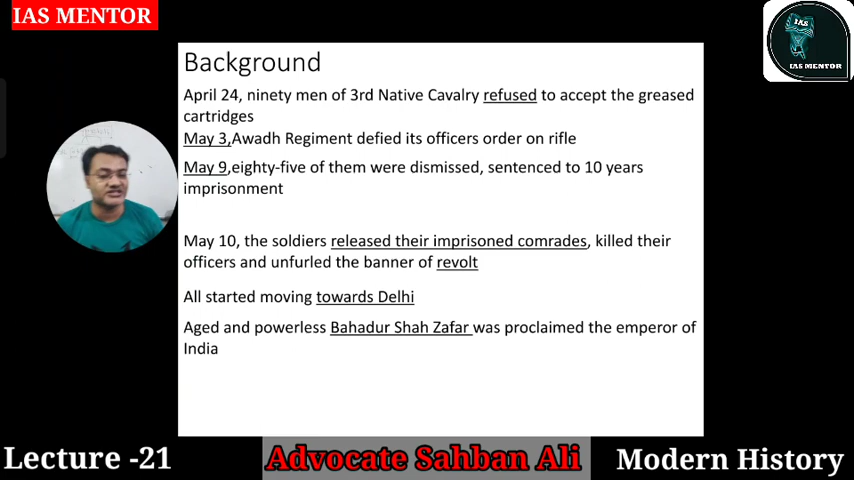 IAS MENTOR
IAS
IAS MENTOR
Background
April 24, ninety men of 3rd Native Cavalry refused to accept the greased
cartridges
May 3,Awadh Regiment defied its officers order on rifle
May 9,eighty-five of them were dismissed, sentenced to 10 years
imprisonment
May 10, the soldiers released their imprisoned comrades, killed their
officers and unfurled the banner of revolt
All started moving towards Delhi
Aged and powerless Bahadur Shah Zafar was proclaimed the emperor of
India
Lecture -21
Advocate Sahban Ali
Modern History